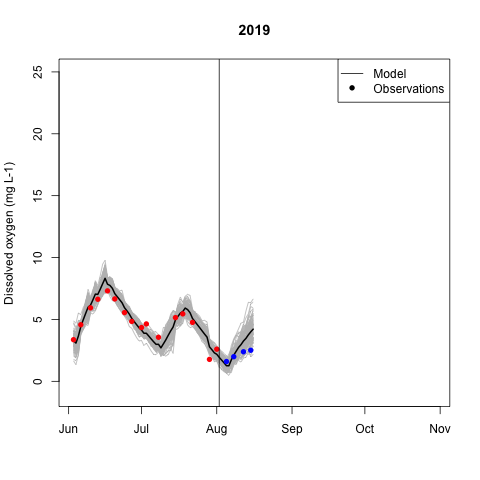 2019
Model
Observations
Dissolved oxygen (mg L-1)
25
20
15
10
5
0
Jun Jul Aug Sep Oct Nov